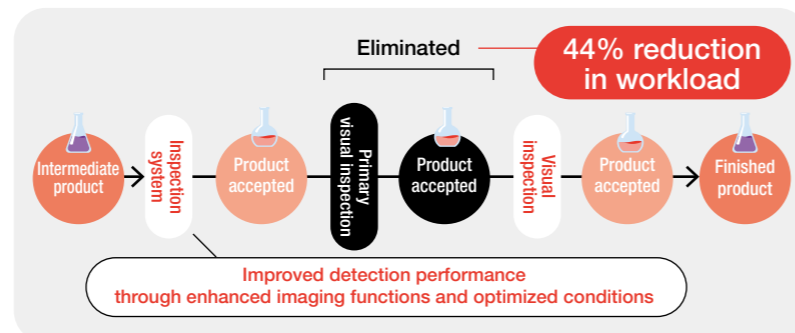 Eliminated
44% reduction
in workload
Intermediate
product
Inspection
system
Product
accepted
Primary
visual inspection
Product
accepted
Visual
inspection
Product
accepted
Finished
product
Improved detection performance
through enhanced imaging functions and optimized conditions